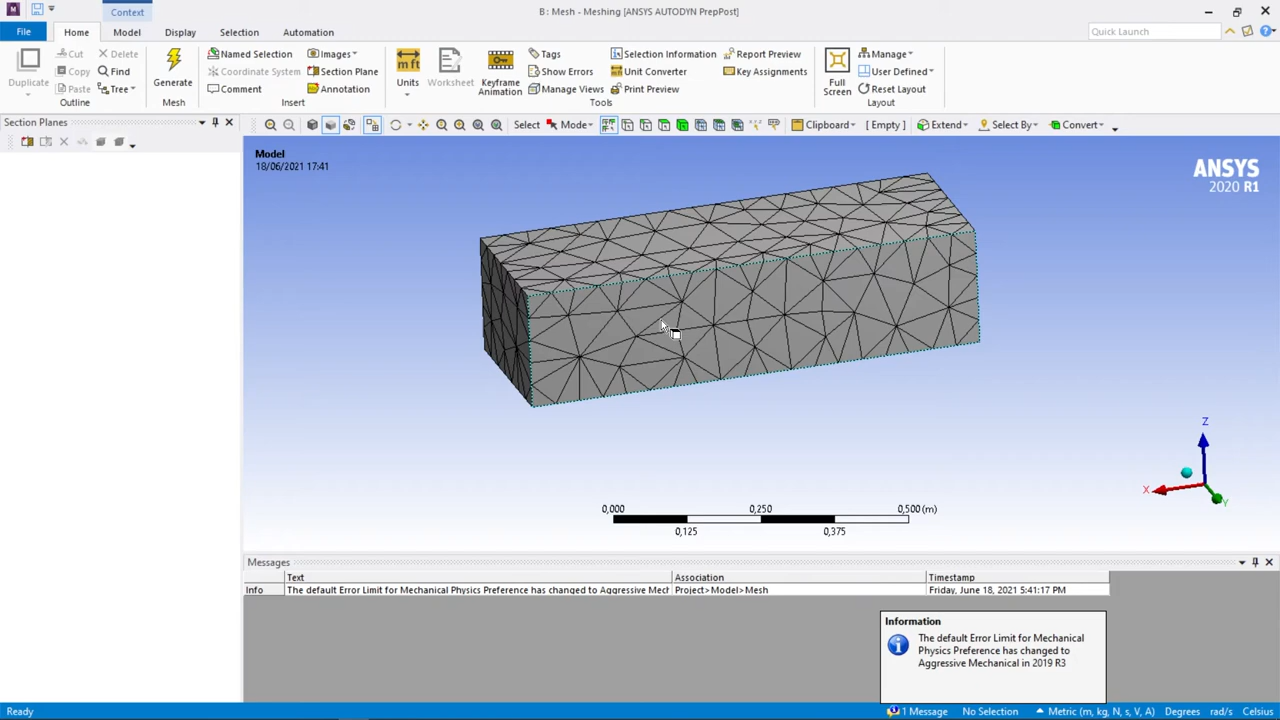 Context
B : Mesh - Meshing [ANSYS AUTODYN PrepPost]
File Home Model Display Selection Automation
Quick Launch
Duplicate
Cut Delete
Copy Find
Paste Tree
Outline
Generate
Mesh
Named Selection
Coordinate System
Comment
Images
Section Plane
Annotation
Insert
m ft
Units
Worksheet
Keyframe
Animation
Tags
Show Errors
Manage Views
Selection Information
Unit Converter
Print Preview
Report Preview
Key Assignments
Tools
Full
Screen
Manage
User Defined
Reset Layout
Layout
Section Planes
Select Mode Clipboard [ Empty ] Extend Select By Convert
Model
18/06/2021 17:41
ANSYS
2020 R1
Z
X
Y
0,000 0,250 0,500 (m)
0,125 0,375
Messages
Text Association Timestamp
Info The default Error Limit for Mechanical Physics Preference has changed to Aggressive Mech Project>Model>Mesh Friday, June 18, 2021 5:41:17 PM
Information
The default Error Limit for Mechanical
Physics Preference has changed to
Aggressive Mechanical in 2019 R3
Ready 1 Message No Selection Metric (m, kg, N, s, V, A) Degrees rad/s Celsius